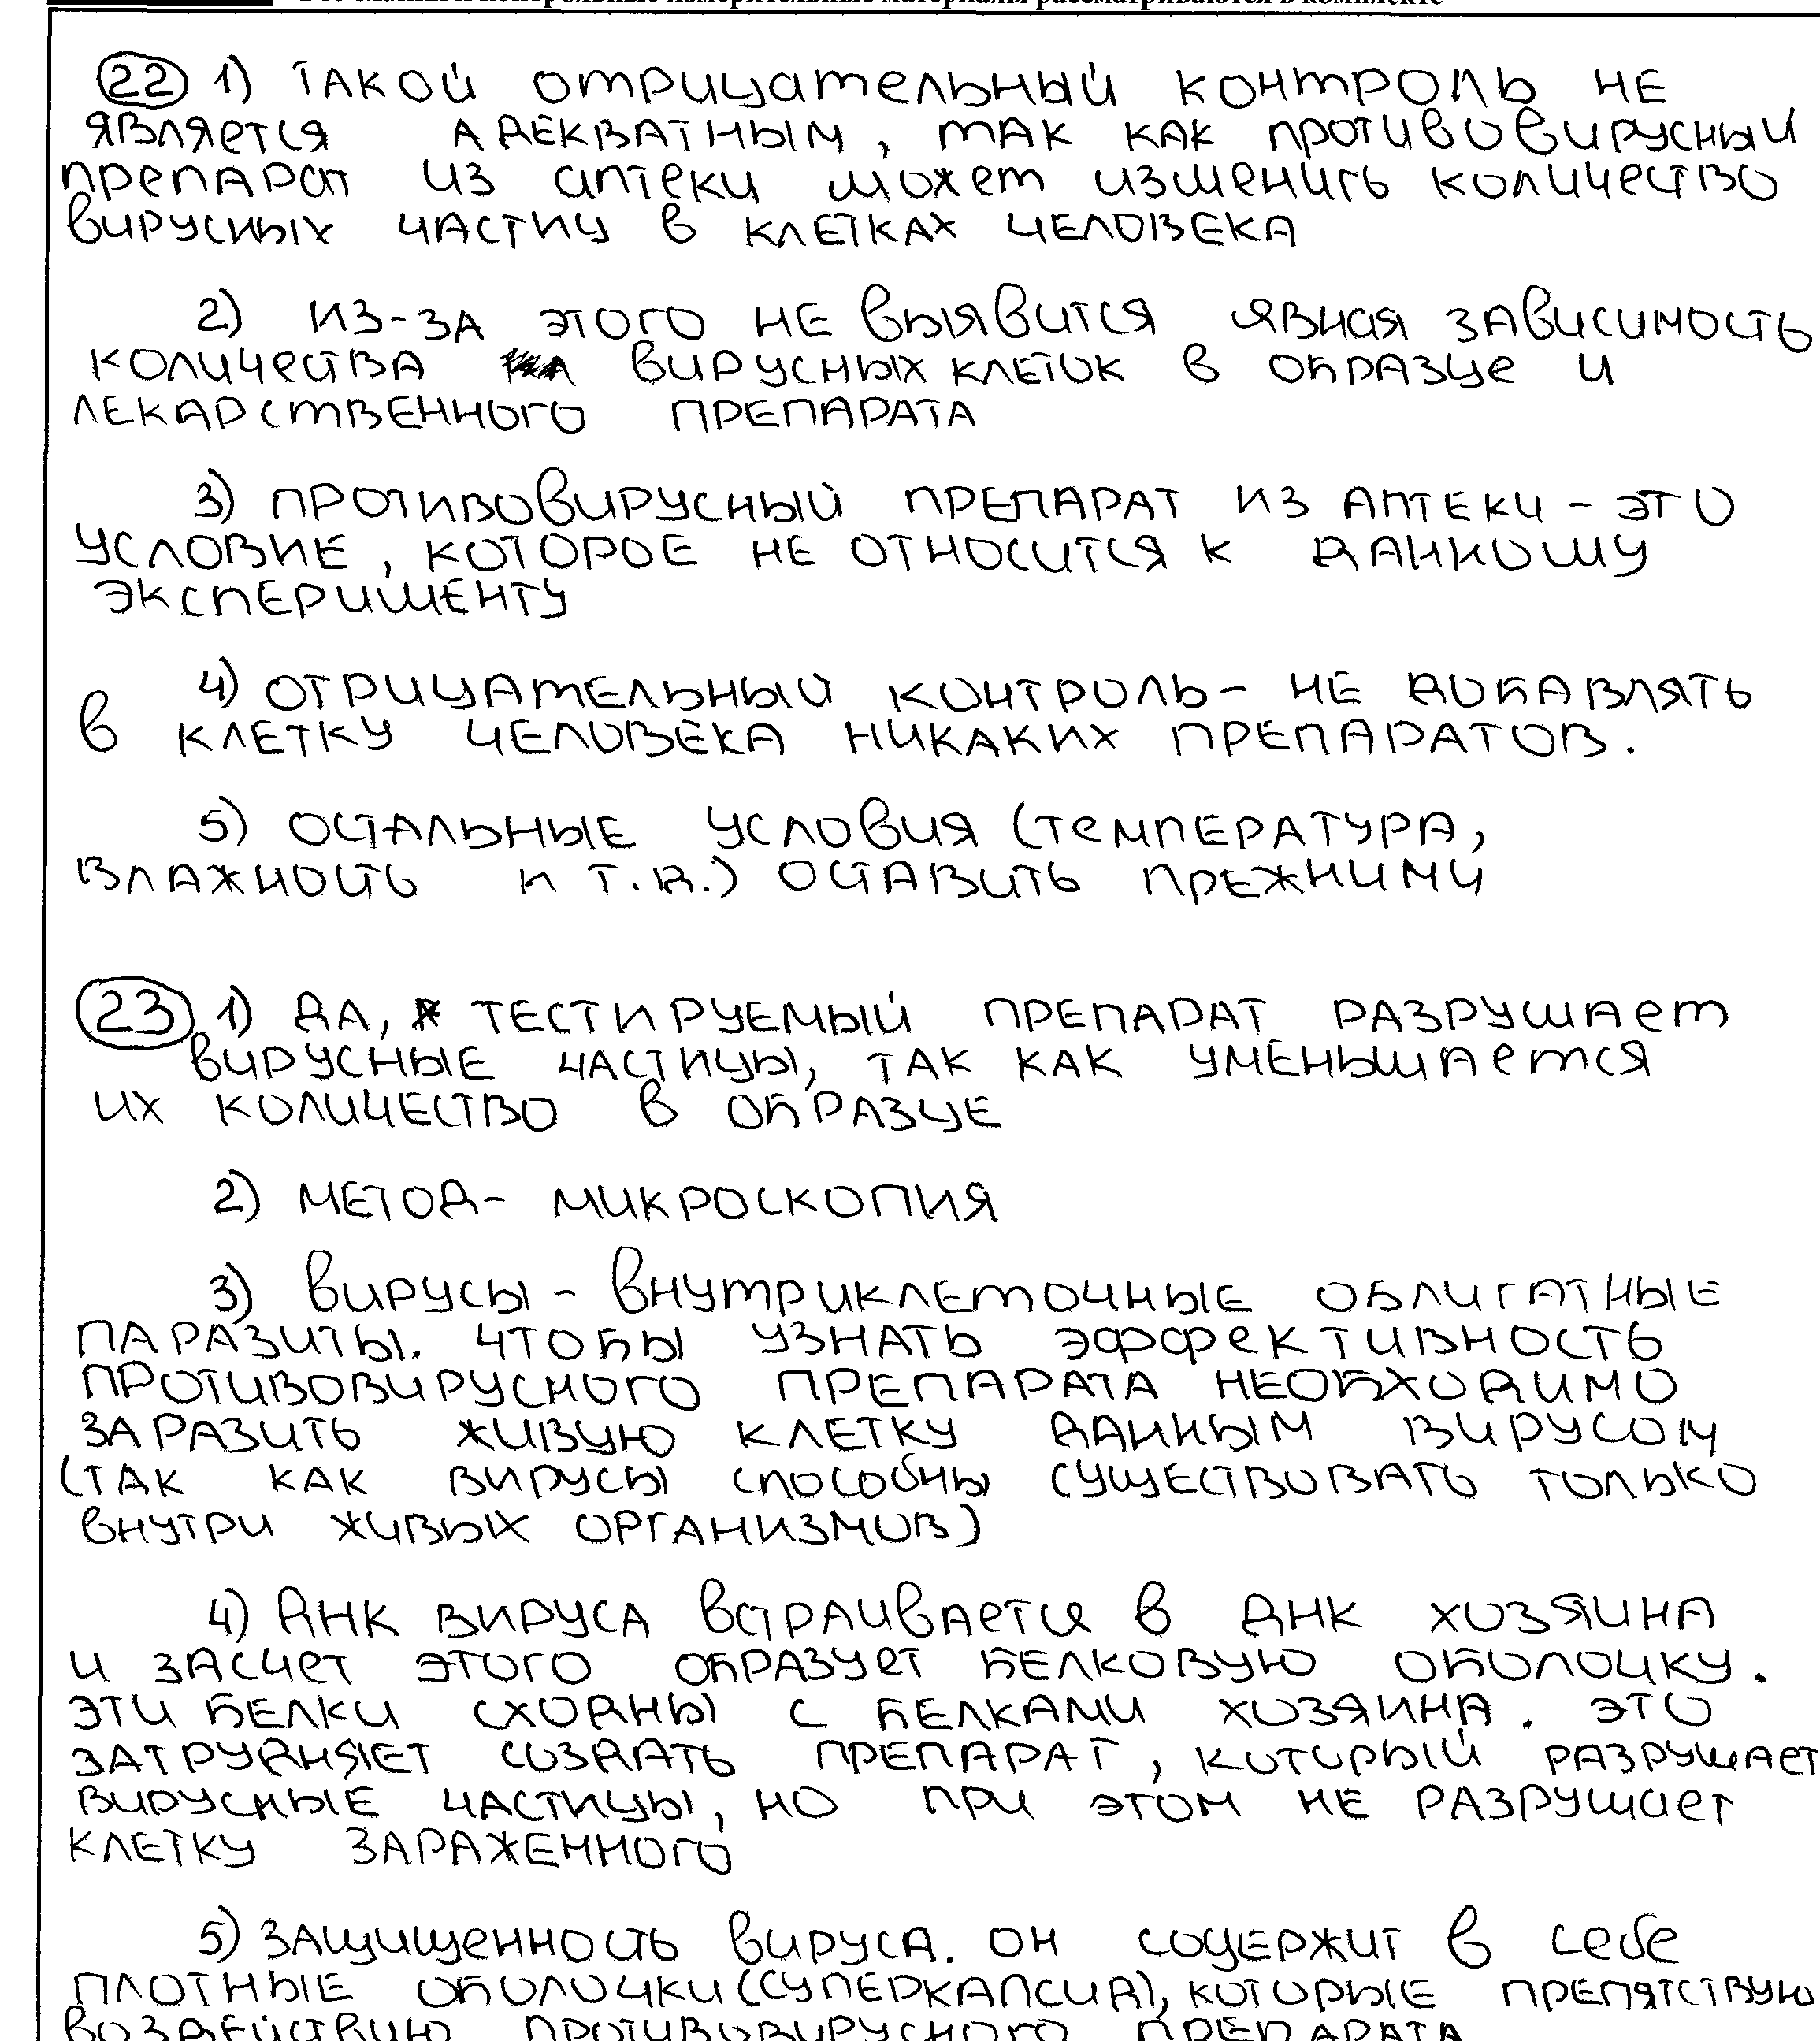 Все бланки и контрольные измерительные материалы рассматриваются в комплекте
22 1) ТАКОЙ отрицательный контроль НЕ
является АДЕКВАТНЫМ, так как противовирусный
препарат из аптеки может изменить количество
вирусных частиц в клетках человека
2) ИЗ-ЗА ЭТОГО НЕ выявится явная зависимость
количества вирусных клеток в образце и
лекарственного препарата
3) противовирусный препарат из аптеки - это
условие, которое не относится к данному
эксперименту
4) отрицательный контроль - не добавлять
в клетку человека никаких препаратов.
5) остальные условия (температура,
влажность и т.д.) оставить прежними
23 1) ДА, тестируемый препарат разрушает
вирусные частицы, так как уменьшается
их количество в образце
2) метод - микроскопия
3) вирусы - внутриклеточные облигатные
паразиты. Чтобы узнать эффективность
противовирусного препарата необходимо
заразить живую клетку данным вирусом
(так как вирусы способны существовать только
внутри живых организмов)
4) ДНК вируса встраивается в ДНК хозяина
и засчет этого образует белковую оболочку.
Эти белки сходны с белками хозяина. Это
затрудняет создать препарат, который разрушает
вирусные частицы, но при этом не разрушает
клетку зараженного
5) Защищенность вируса. Он содержит в себе
плотные оболочки (суперкапсид), которые препятствую
воздействию противовирусного препарата